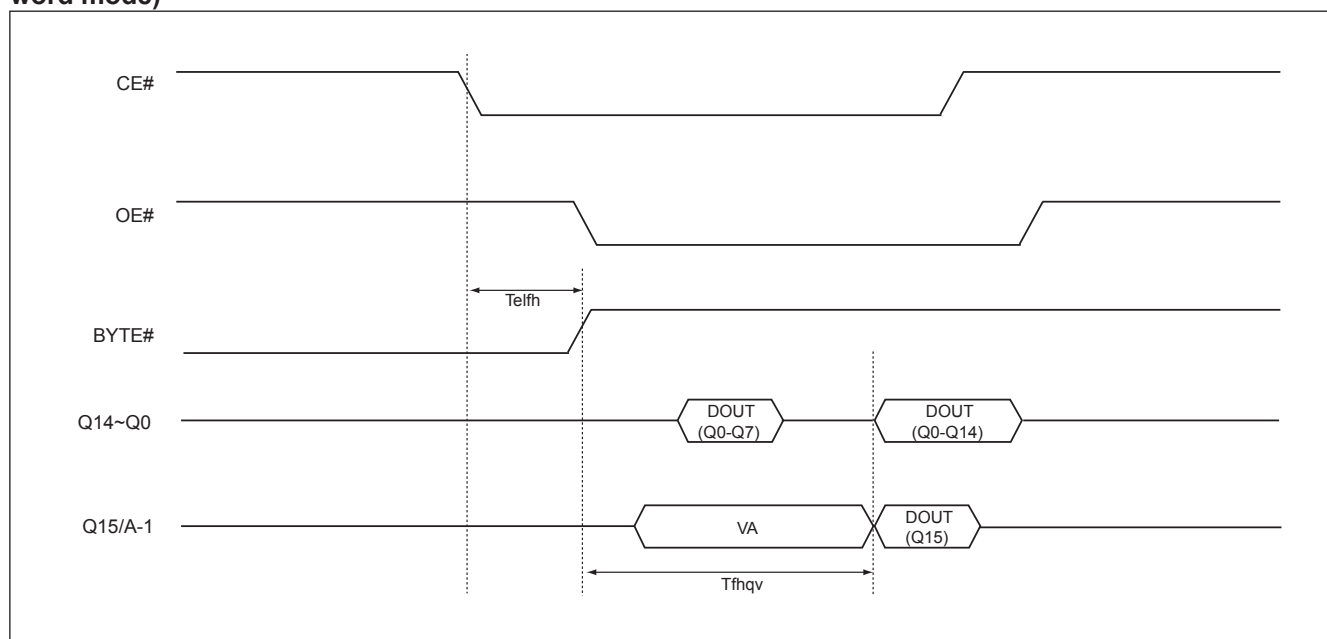 word mode)
CE#
OE#
Telfh
BYTE#
Q14~Q0
DOUT
(Q0-Q7)
DOUT
(Q0-Q14)
Q15/A-1
VA
DOUT
(Q15)
Tfhqv